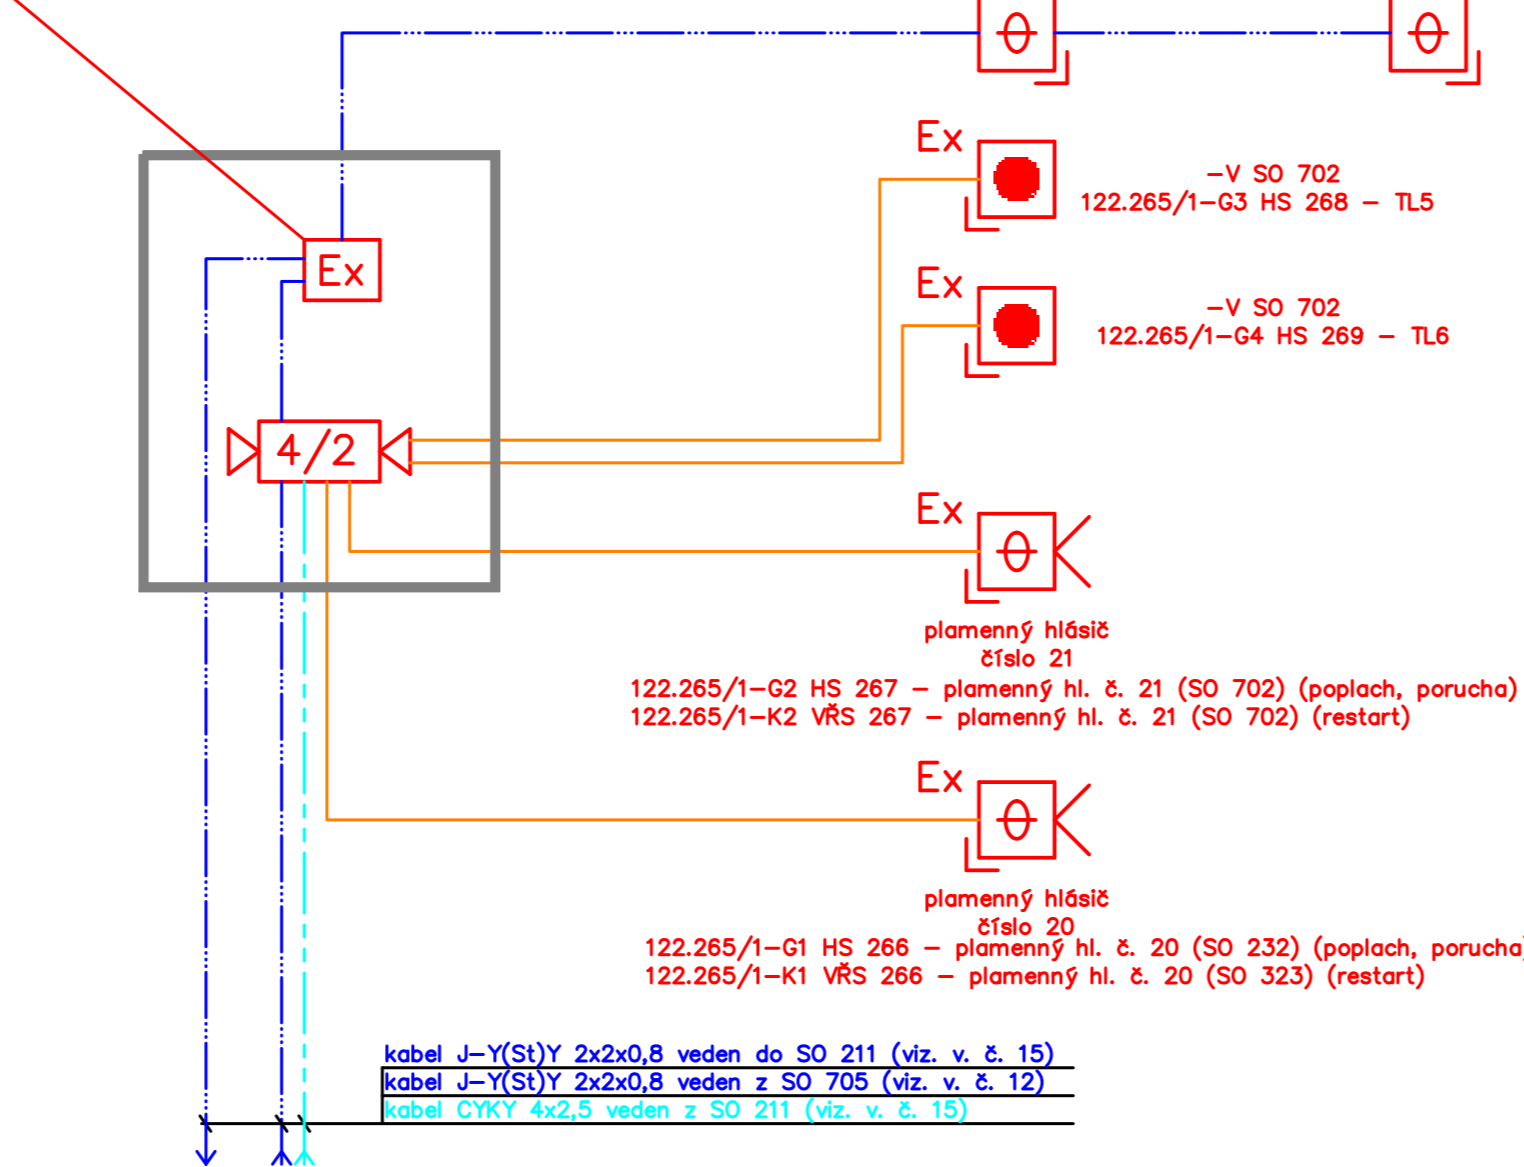 Ex
-V SO 702
122.265/1-G3 HS 268 - TL5
Ex
Ex
-V SO 702
122.265/1-G4 HS 269 - TL6
4/2
Ex
plamenný hlásič
číslo 21
122.265/1-G2 HS 267 - plamenný hl. č. 21 (SO 702) (poplach, porucha)
122.265/1-K2 VŘS 267 - plamenný hl. č. 21 (SO 702) (restart)
Ex
plamenný hlásič
číslo 20
122.265/1-G1 HS 266 - plamenný hl. č. 20 (SO 232) (poplach, porucha)
122.265/1-K1 VŘS 266 - plamenný hl. č. 20 (SO 323) (restart)
kabel J-Y(St)Y 2x2x0,8 veden do SO 211 (viz. v. č. 15)
kabel J-Y(St)Y 2x2x0,8 veden z SO 705 (viz. v. č. 12)
kabel CYKY 4x2,5 veden z SO 211 (viz. v. č. 15)